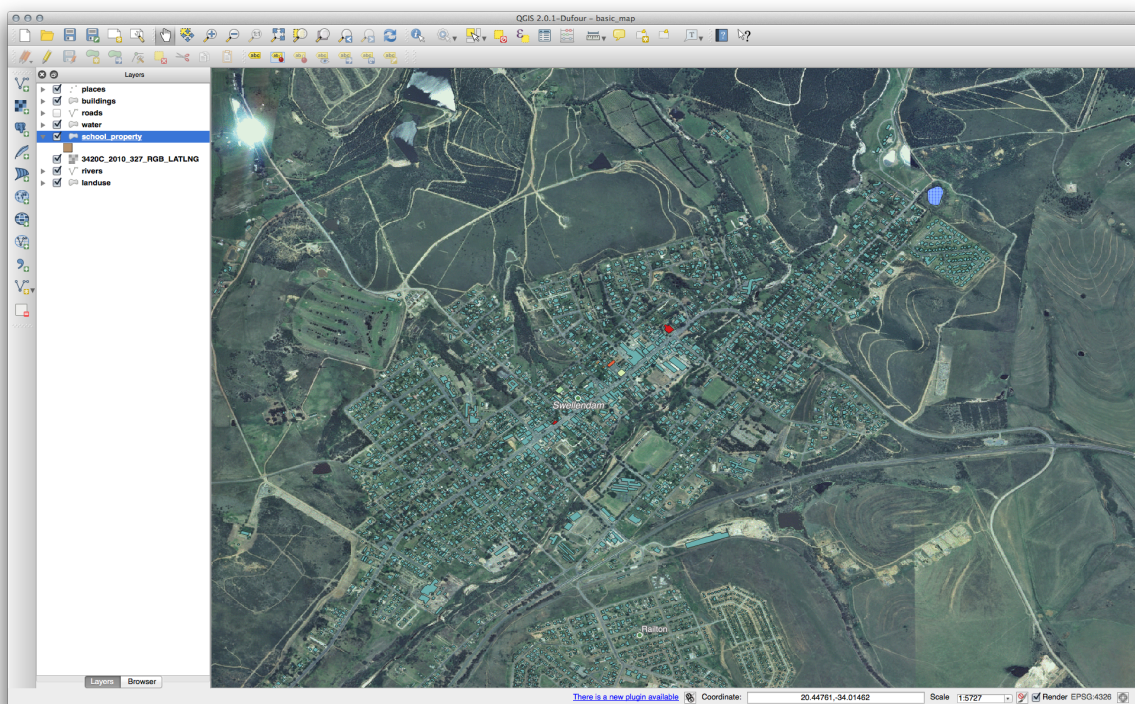 QGIS 2.0.1-Dufour – basic_map
Layers
places
buildings
roads
water
school_property
3420C_2010_327_RGB_LATLNG
rivers
landuse
Swellendam
Railton
Layers
Browser
There is a new plugin available
Coordinate:
20.44761,-34.01462
Scale
1:5727
Render
EPSG:4326